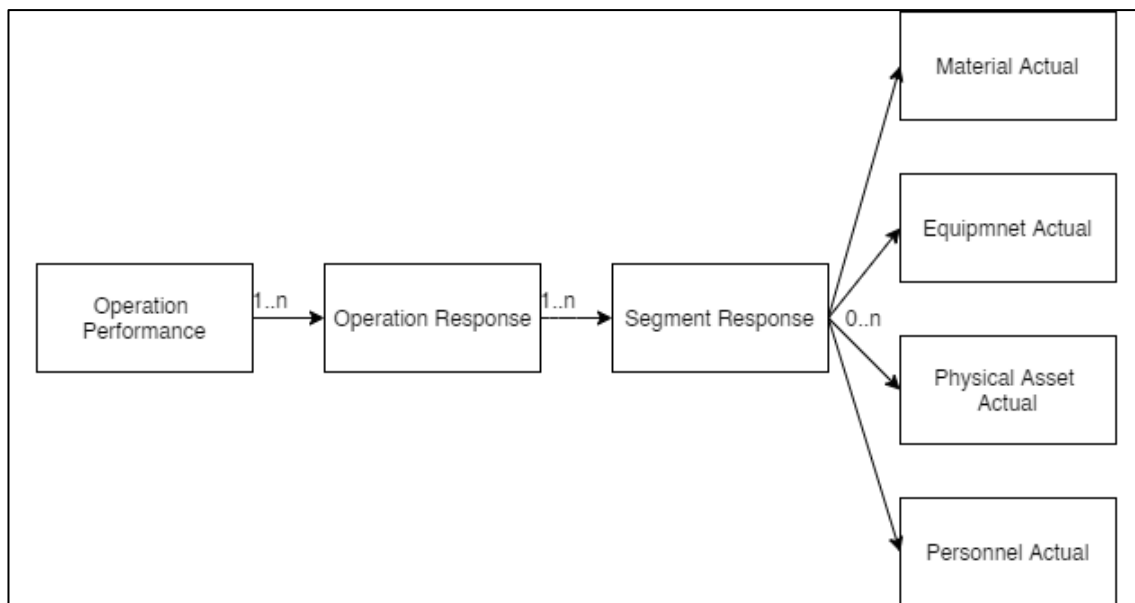 Material Actual
Equipmnet Actual
Operation
Performance
1..n
Operation Response
1..n
Segment Response
0..n
Physical Asset
Actual
Personnel Actual